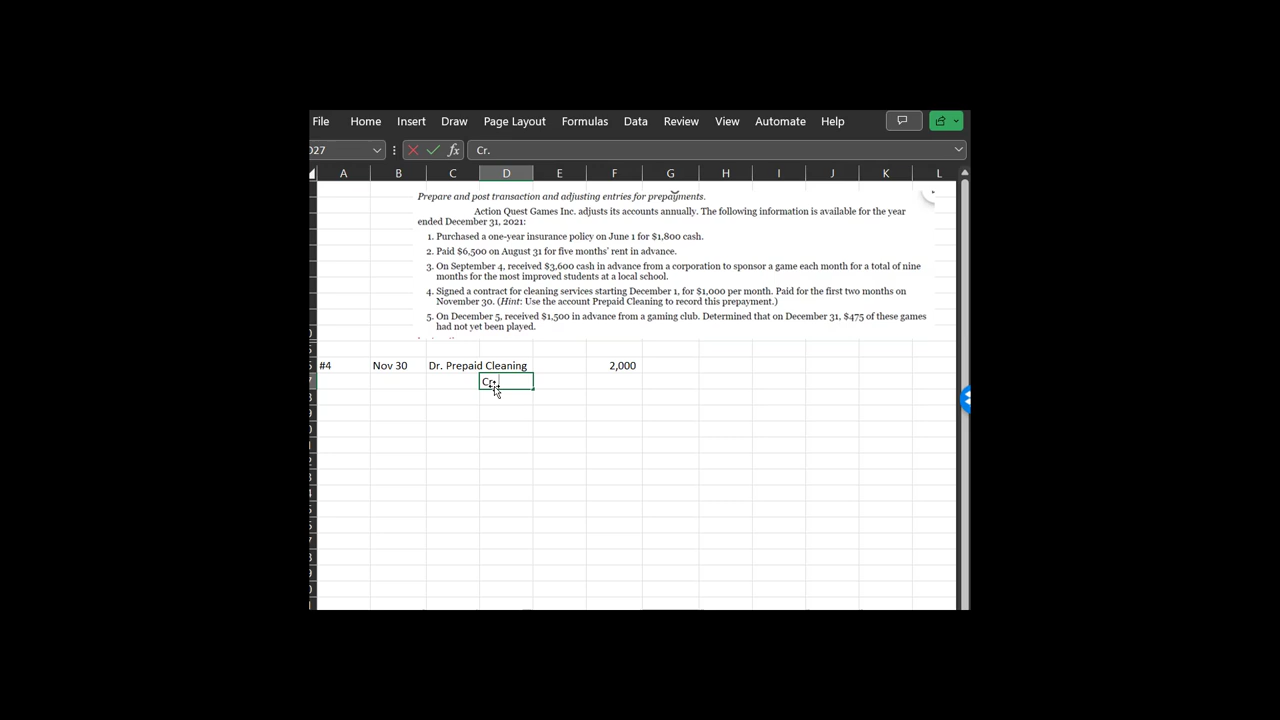 File Home Insert Draw Page Layout Formulas Data Review View Automate Help
D27 fx Cr.
A B C D E F G H I J K L
Prepare and post transaction and adjusting entries for prepayments.
Action Quest Games Inc. adjusts its accounts annually. The following information is available for the year
ended December 31, 2021:
1. Purchased a one-year insurance policy on June 1 for $1,800 cash.
2. Paid $6,500 on August 31 for five months' rent in advance.
3. On September 4, received $3,600 cash in advance from a corporation to sponsor a game each month for a total of nine
months for the most improved students at a local school.
4. Signed a contract for cleaning services starting December 1, for $1,000 per month. Paid for the first two months on
November 30. (Hint: Use the account Prepaid Cleaning to record this prepayment.)
5. On December 5, received $1,500 in advance from a gaming club. Determined that on December 31, $475 of these games
had not yet been played.
#4 Nov 30 Dr. Prepaid Cleaning 2,000
Cr.